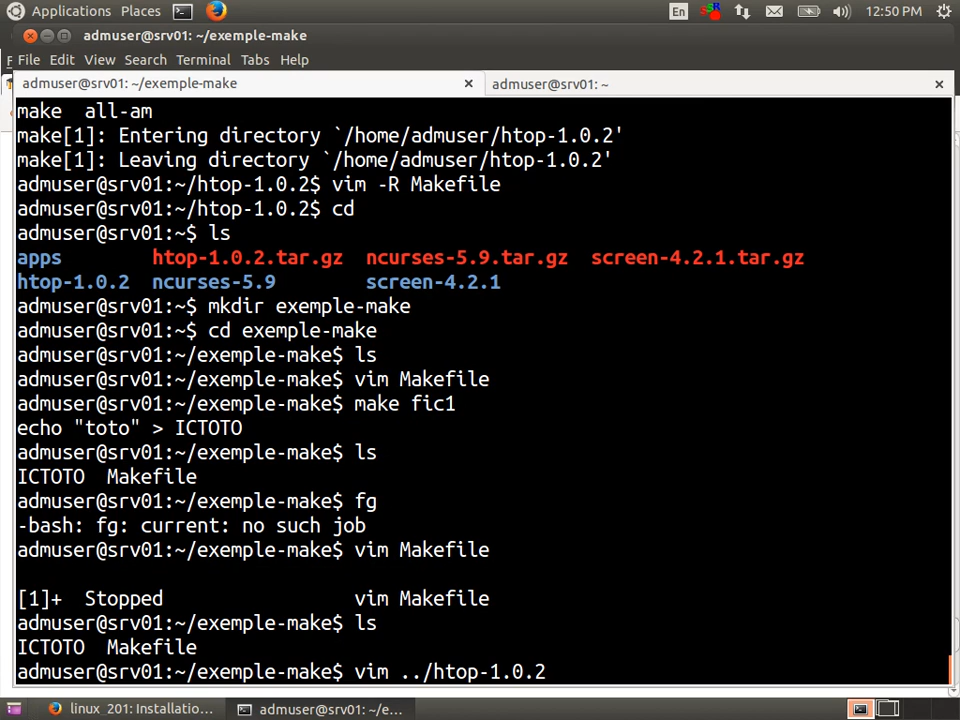 Applications Places En 12:50 PM
admuser@srv01: ~/exemple-make
File Edit View Search Terminal Tabs Help
admuser@srv01: ~/exemple-make × admuser@srv01: ~ ×
make  all-am
make[1]: Entering directory `/home/admuser/htop-1.0.2'
make[1]: Leaving directory `/home/admuser/htop-1.0.2'
admuser@srv01:~/htop-1.0.2$ vim -R Makefile
admuser@srv01:~/htop-1.0.2$ cd
admuser@srv01:~$ ls
apps        htop-1.0.2.tar.gz  ncurses-5.9.tar.gz  screen-4.2.1.tar.gz
htop-1.0.2  ncurses-5.9        screen-4.2.1
admuser@srv01:~$ mkdir exemple-make
admuser@srv01:~$ cd exemple-make
admuser@srv01:~/exemple-make$ ls
admuser@srv01:~/exemple-make$ vim Makefile
admuser@srv01:~/exemple-make$ make fic1
echo "toto" > ICTOTO
admuser@srv01:~/exemple-make$ ls
ICTOTO  Makefile
admuser@srv01:~/exemple-make$ fg
-bash: fg: current: no such job
admuser@srv01:~/exemple-make$ vim Makefile
[1]+  Stopped                 vim Makefile
admuser@srv01:~/exemple-make$ ls
ICTOTO  Makefile
admuser@srv01:~/exemple-make$ vim ../htop-1.0.2
linux_201: Installatio... admuser@srv01: ~/e...